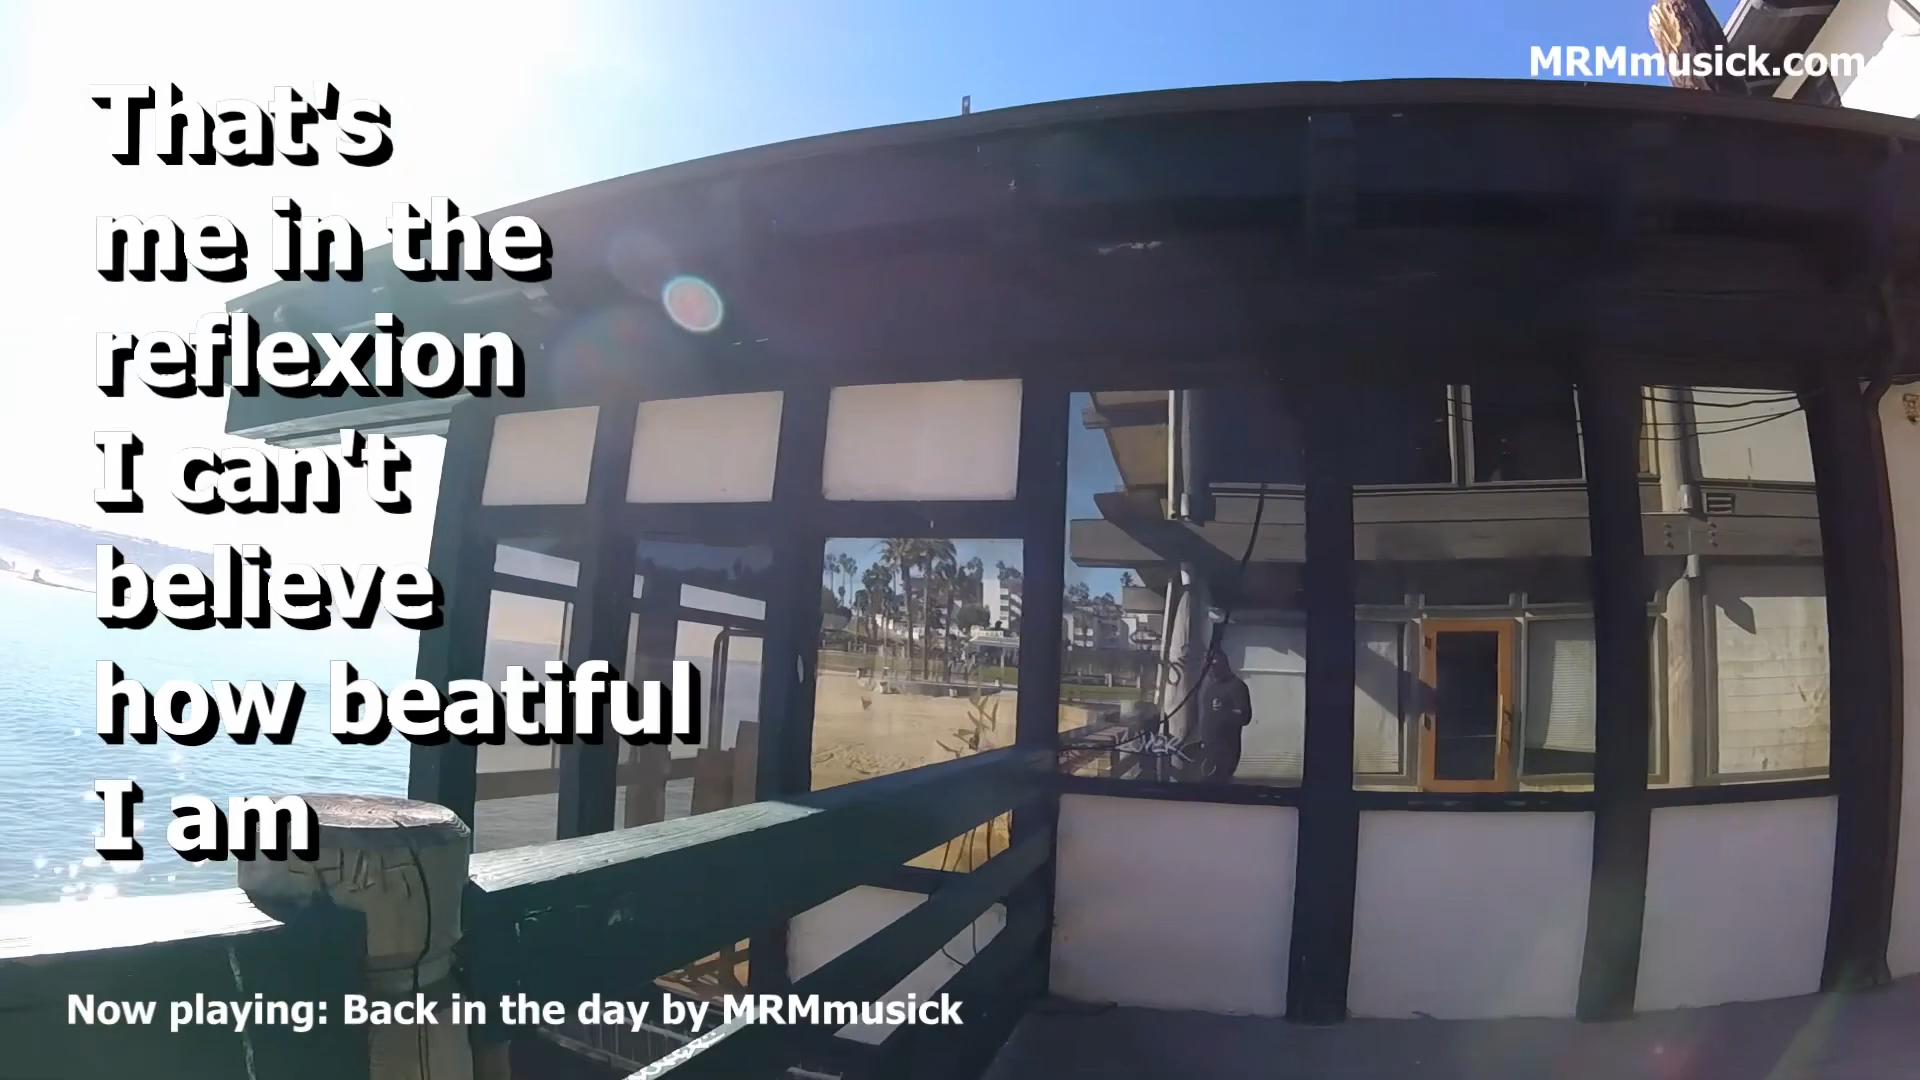 MRMmusick.com
That's
me in the
reflexion
I can't
believe
how beatiful
I am
Now playing: Back in the day by MRMmusick